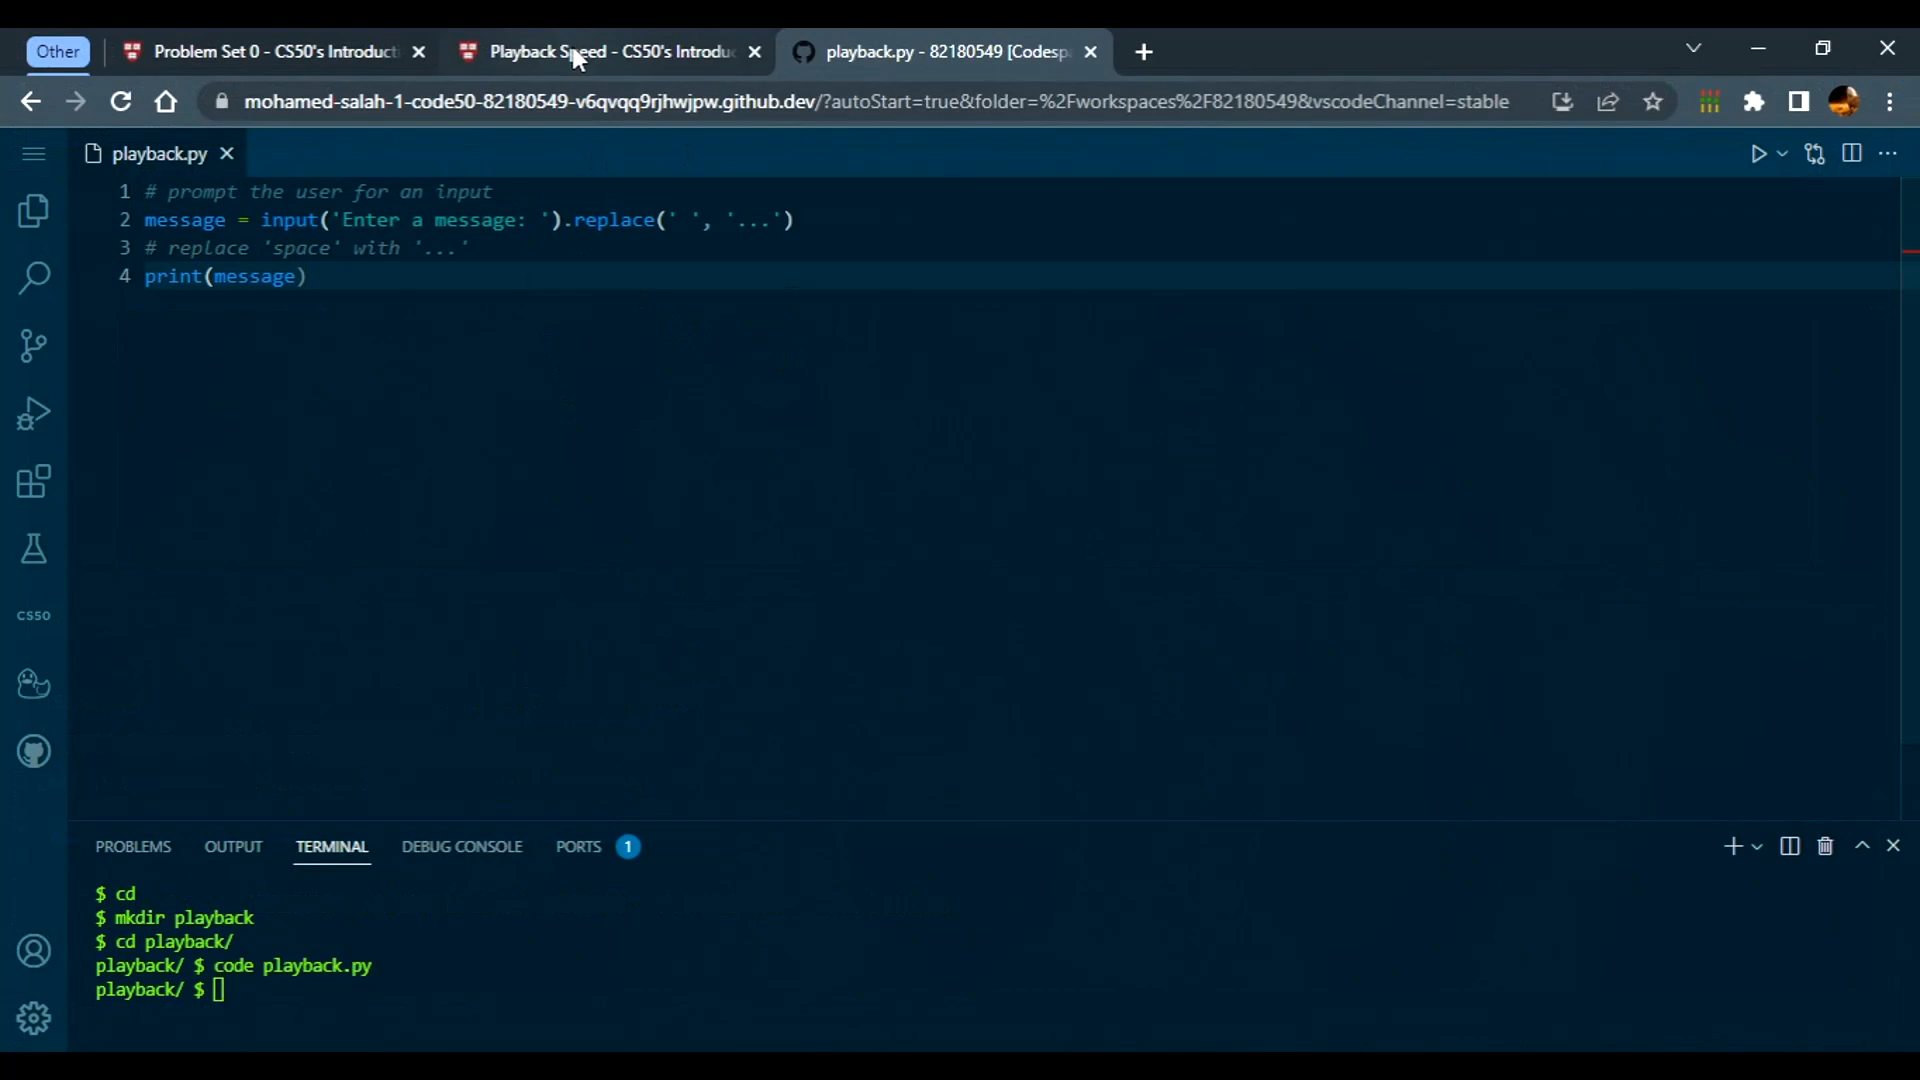 Other
Problem Set 0 - CS50's Introducti
Playback Speed - CS50's Introdu
playback.py - 82180549 [Codesp
mohamed-salah-1-code50-82180549-v6qvqq9rjhwjpw.github.dev/?autoStart=true&folder=%2Fworkspaces%2F82180549&vscodeChannel=stable
playback.py
1 # prompt the user for an input
2 message = input('Enter a message: ').replace(' ', '...')
3 # replace 'space' with '...'
4 print(message)
CS50
PROBLEMS OUTPUT TERMINAL DEBUG CONSOLE PORTS 1
$ cd
$ mkdir playback
$ cd playback/
playback/ $ code playback.py
playback/ $